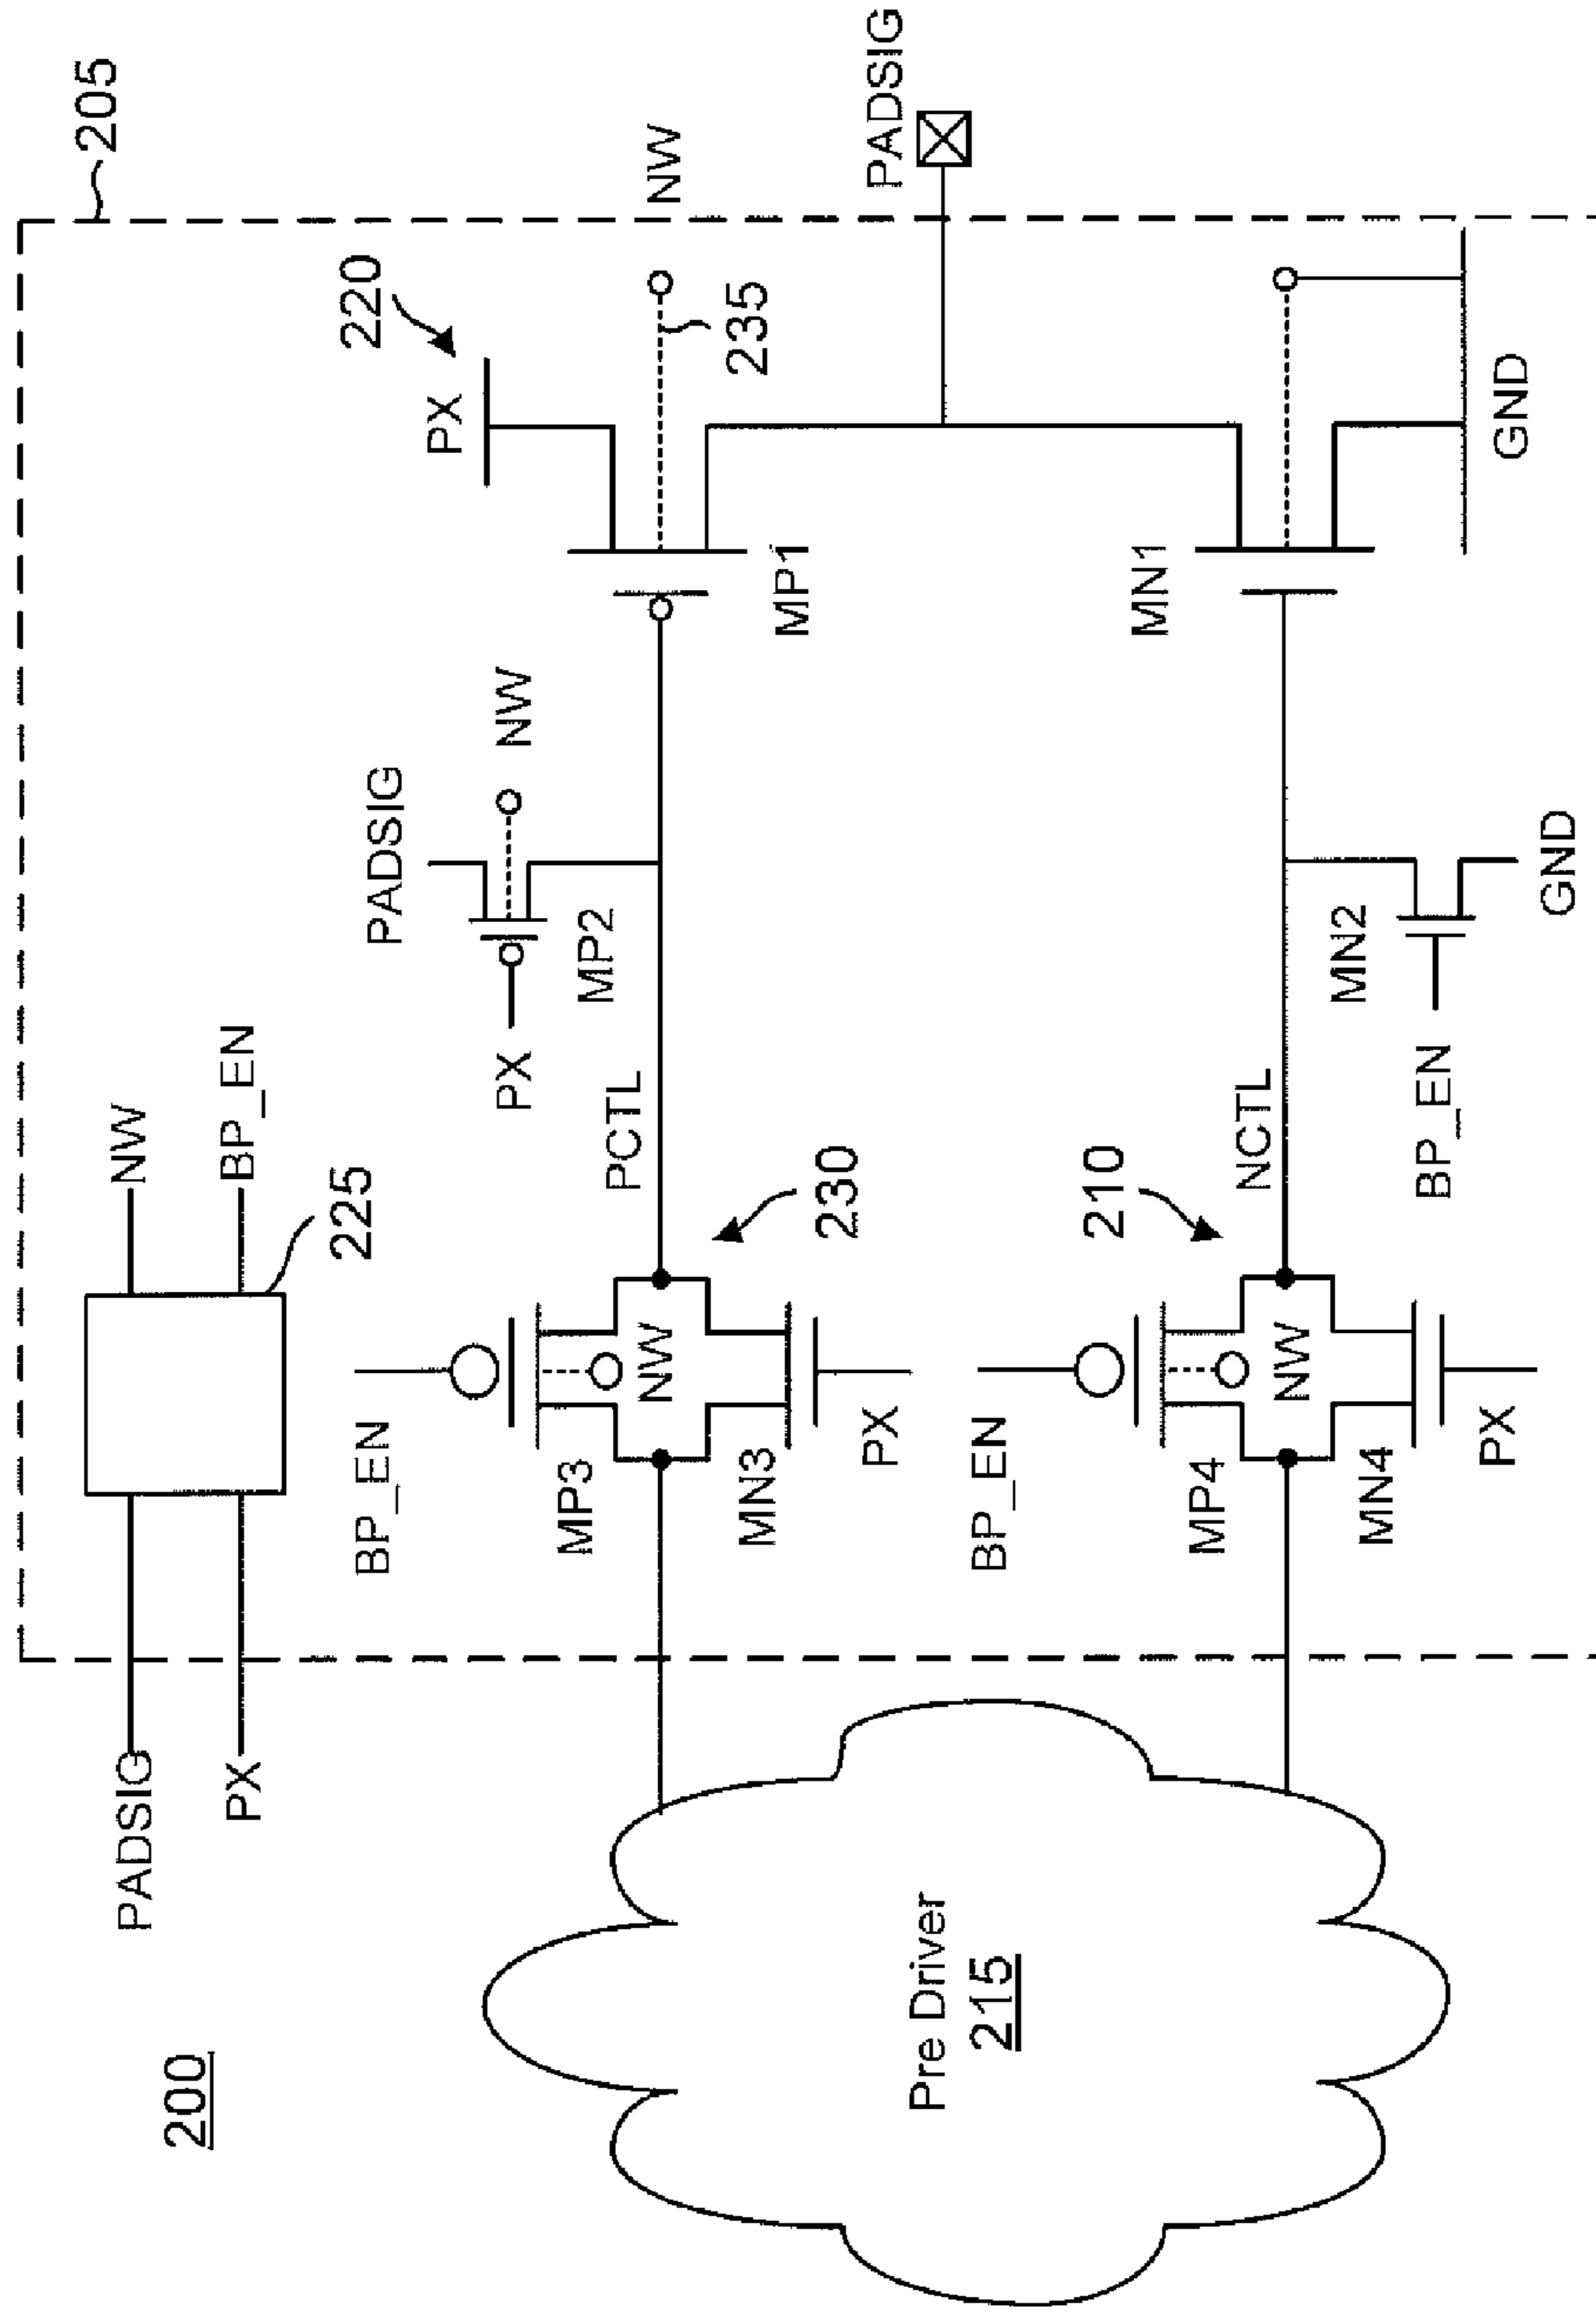 200
205
PADSIG
PX
NW
BP_EN
225
PX
220
NW
235
PADSIG
NW
PX
MP2
MP1
PADSIG
BP_EN
MP3
NW
MN3
PX
230
PCTL
Pre Driver
215
BP_EN
MP4
NW
MN4
PX
210
NCTL
MN1
MN2
BP_EN
GND
GND